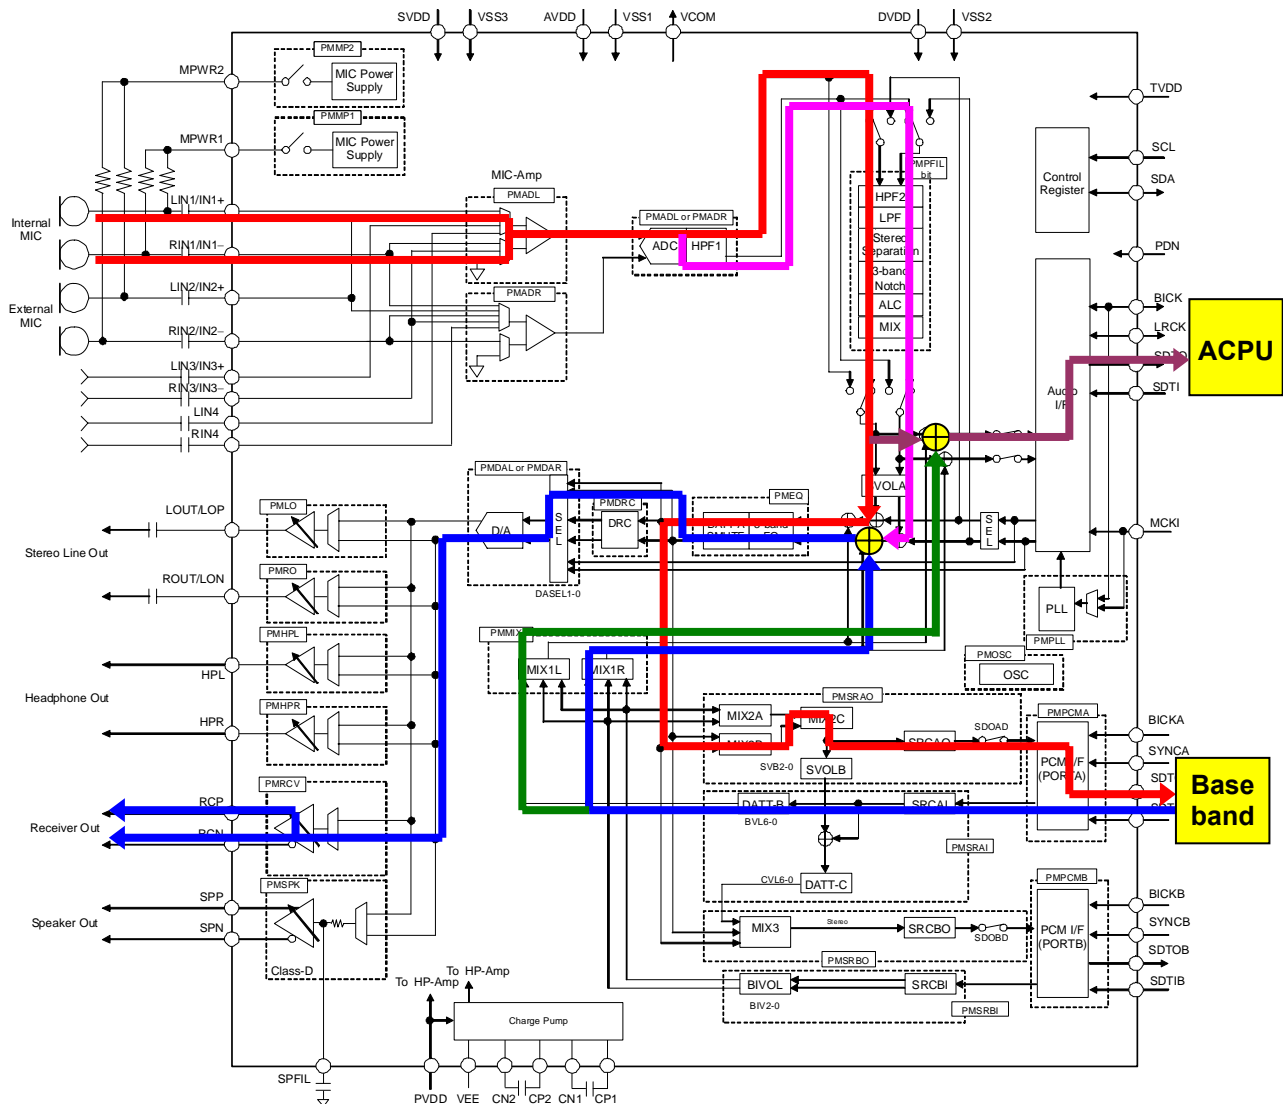 SVDD
VSS3
AVDD
VSS1
VCOM
DVDD
VSS2
PMMP2
MPWR2
MIC Power
Supply
TVDD
PMMP1
MPWR1
MIC Power
Supply
SCL
Control
Register
SDA
MIC-Amp
PMPFIL
bit
PMADL
LIN1/IN1+
HPF2
Internal
MIC
PMADL or PMADR
LPF
RIN1/IN1−
ADC
HPF1
Stereo
Separation
PDN
3-band
Notch
LIN2/IN2+
PMADR
External
MIC
ALC
BICK
RIN2/IN2−
MIX
LRCK
ACPU
LIN3/IN3+
RIN3/IN3−
Audio
I/F
SDTI
LIN4
RIN4
PMDAL or PMDAR
SVOLA
LOUT/LOP
PMLO
PMDRC
PMEQ
Stereo Line Out
D/A
S
E
L
DRC
S
E
L
MCKI
ROUT/LON
PMRO
DASEL1-0
PLL
PMPLL
PMHPL
PMMIX
HPL
MIX1L
MIX1R
PMOSC
OSC
Headphone Out
PMHPR
HPR
PMSRAO
PMPCMA
MIX2A
MIX2C
BICKA
SRCAO
SDOAD
SVB2-0
SVOLB
PCM I/F
(PORTA)
SYNCA
PMRCV
RCP
Base
band
Receiver Out
RCN
DATT-B
SRCAI
BVL6-0
PMSRAI
PMSPK
CVL6-0
DATT-C
PMPCMB
SPP
BICKB
Speaker Out
SPN
MIX3
Stereo
SRCBO
SDOBD
PCM I/F
(PORTB)
SYNCB
PMSRBO
SDTOB
Class-D
To HP-Amp
To HP-Amp
BIVOL
SRCBI
SDTIB
BIV2-0
PMSRBI
Charge Pump
SPFIL
PVDD
VEE
CN2
CP2
CN1
CP1